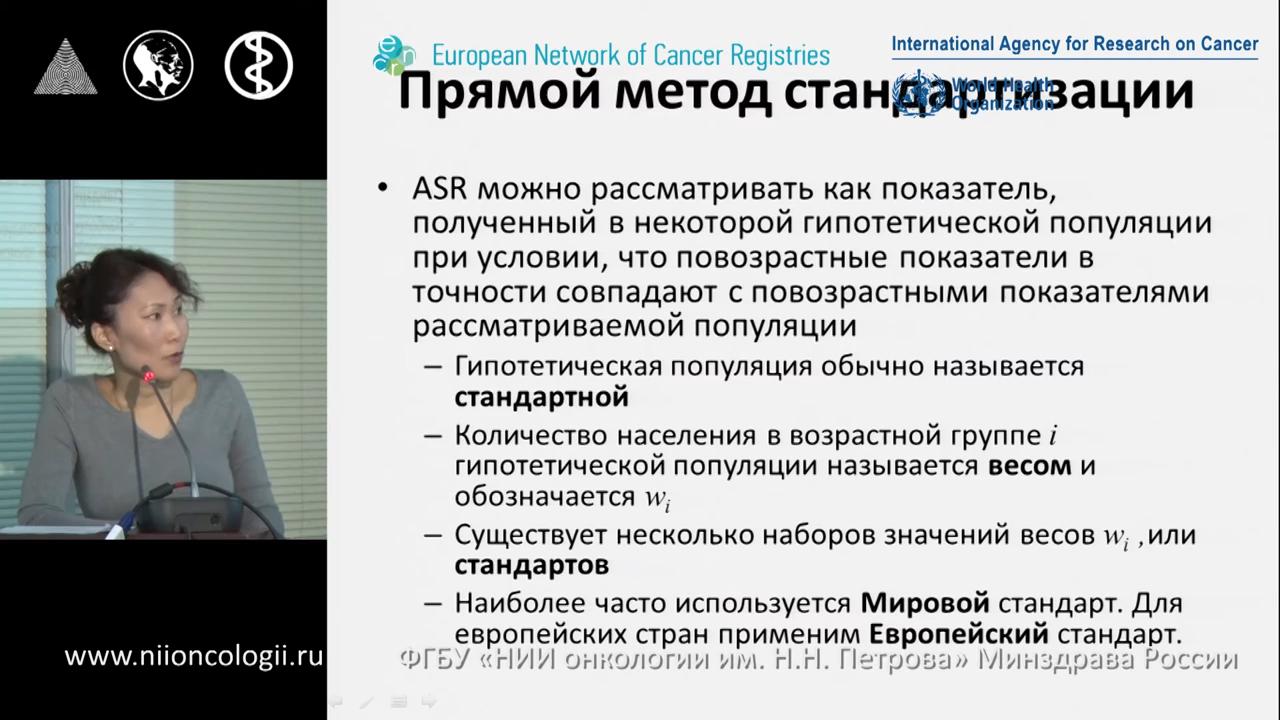 European Network of Cancer Registries
International Agency for Research on Cancer
World Health
Organization
Прямой метод стандартизации
• ASR можно рассматривать как показатель,
полученный в некоторой гипотетической популяции
при условии, что повозрастные показатели в
точности совпадают с повозрастными показателями
рассматриваемой популяции
– Гипотетическая популяция обычно называется
стандартной
– Количество населения в возрастной группе i
гипотетической популяции называется весом и
обозначается wi
– Существует несколько наборов значений весов wi ,или
стандартов
– Наиболее часто используется Мировой стандарт. Для
европейских стран применим Европейский стандарт.
www.niioncologii.ru
ФГБУ «НИИ онкологии им. Н.Н. Петрова» Минздрава России